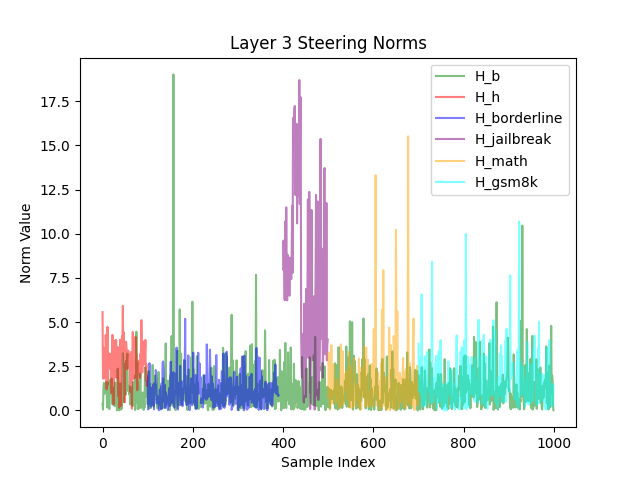 Layer 3 Steering Norms
H_b
H_h
H_borderline
H_jailbreak
H_math
H_gsm8k
Norm Value
17.5
15.0
12.5
10.0
7.5
5.0
2.5
0.0
0
200
400
600
800
1000
Sample Index